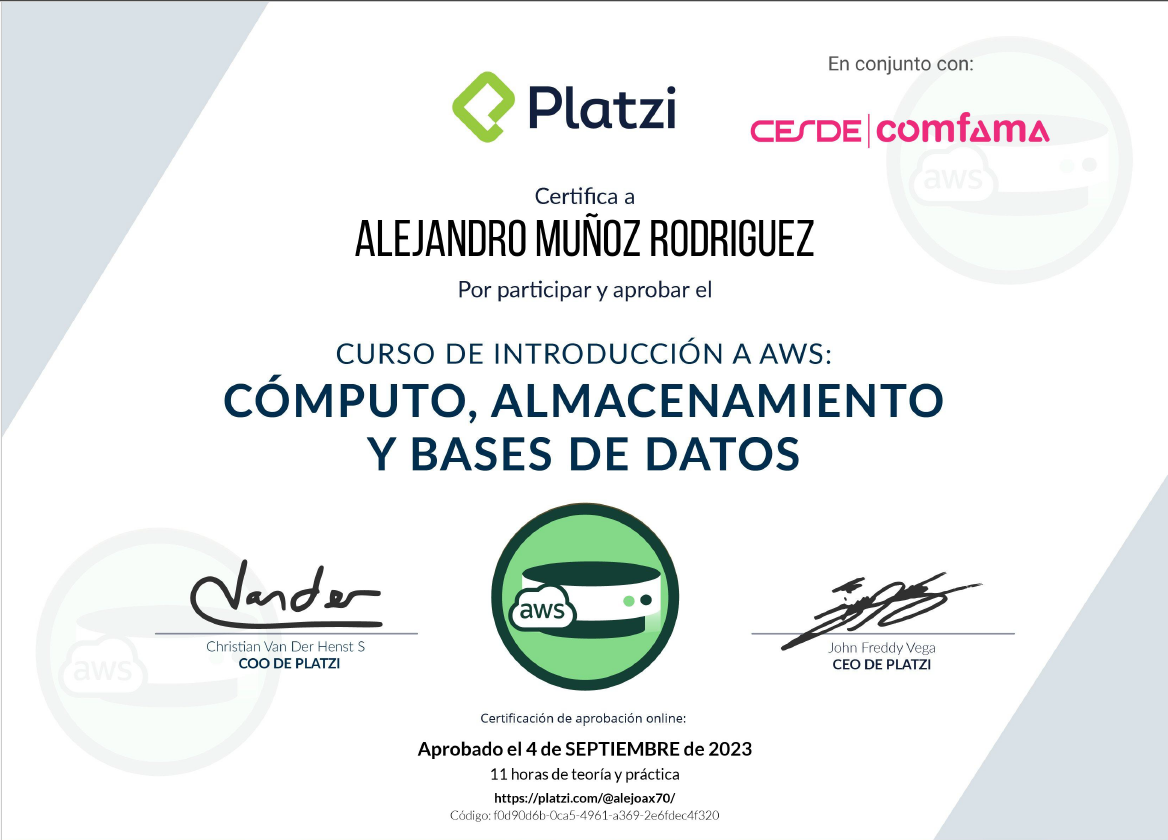 En conjunto con:
Platzi
CESDE | comfama
aws
Certifica a
ALEJANDRO MUÑOZ RODRIGUEZ
Por participar y aprobar el
CURSO DE INTRODUCCIÓN A AWS:
CÓMPUTO, ALMACENAMIENTO
Y BASES DE DATOS
Vander
aws
aws
Christian Van Der Henst S
COO DE PLATZI
John Freddy Vega
CEO DE PLATZI
Certificación de aprobación online:
Aprobado el 4 de SEPTIEMBRE de 2023
11 horas de teoría y práctica
https://platzi.com/@alejoax70/
Código: f0d90d6b-0ca5-4961-a369-2e6fdec4f320